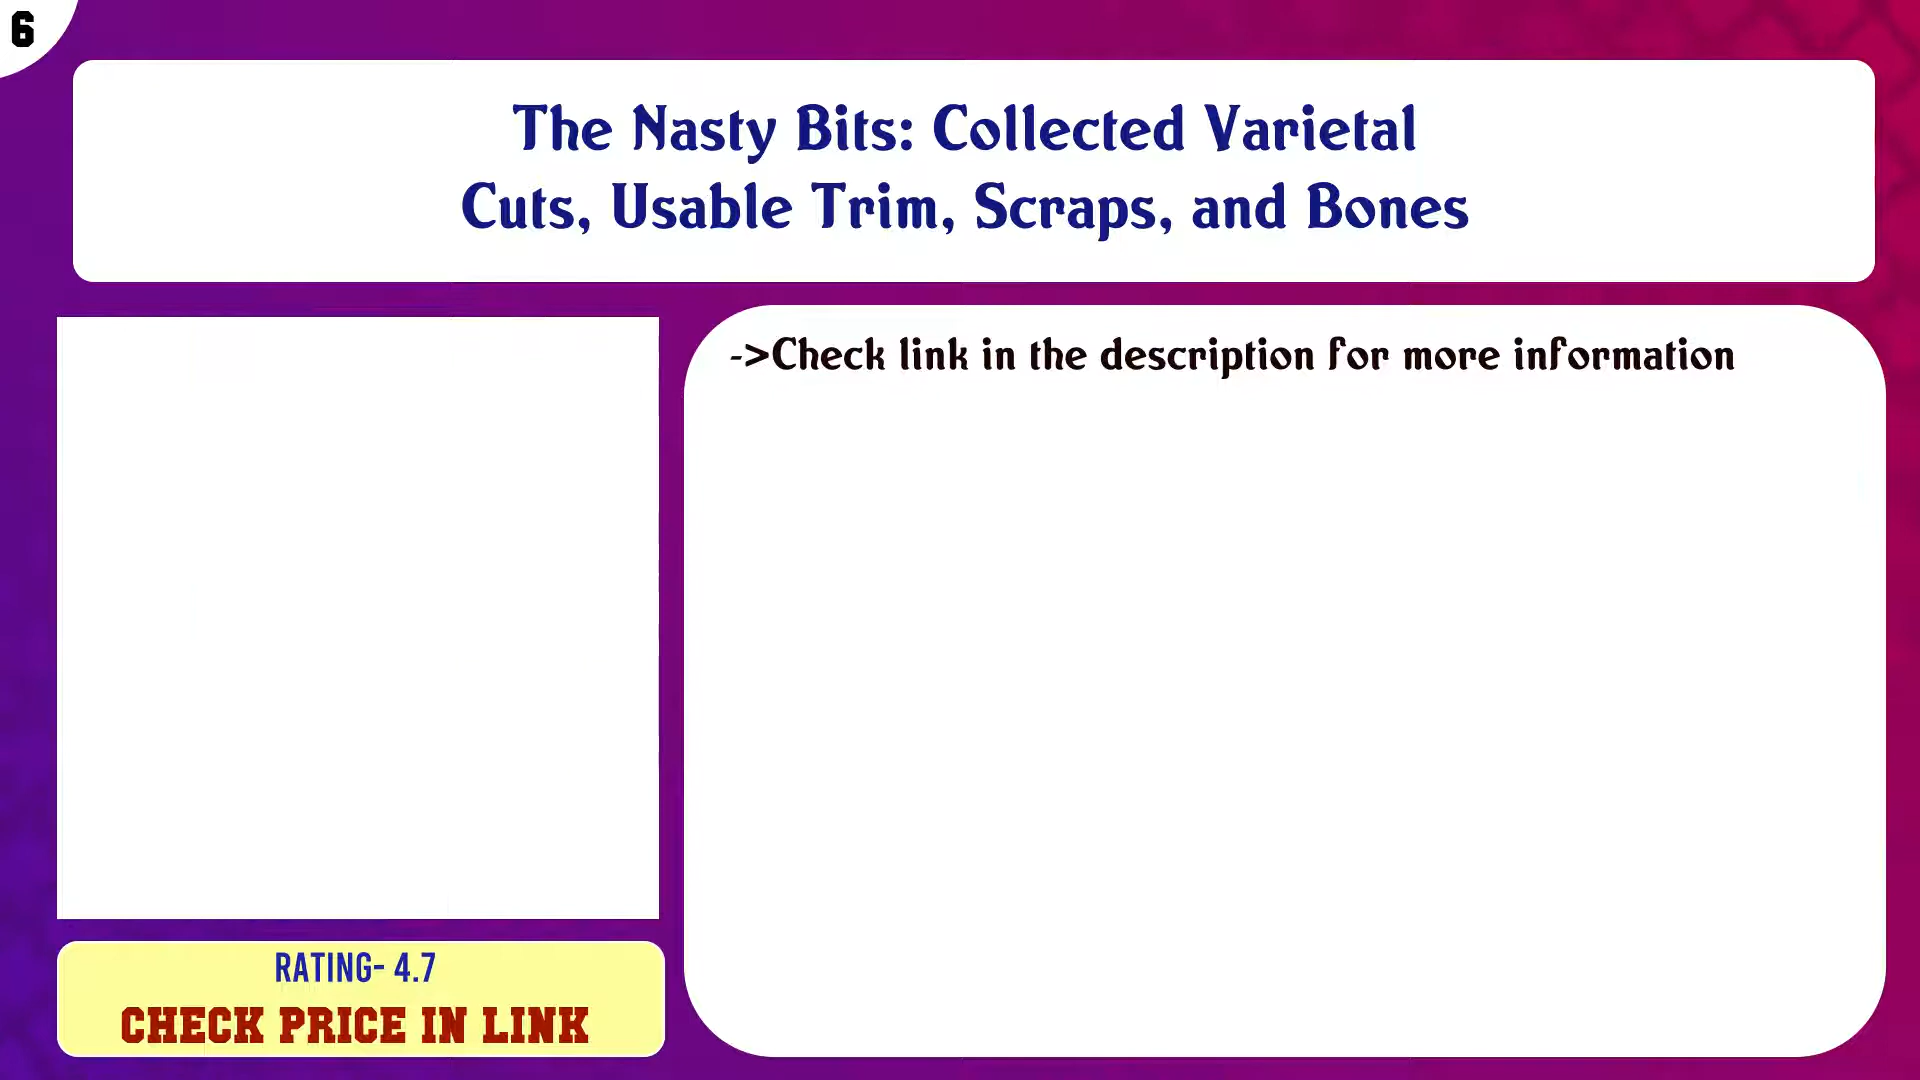 6
The Nasty Bits: Collected Varietal
Cuts, Usable Trim, Scraps, and Bones
->Check link in the description for more information
RATING- 4.7
CHECK PRICE IN LINK